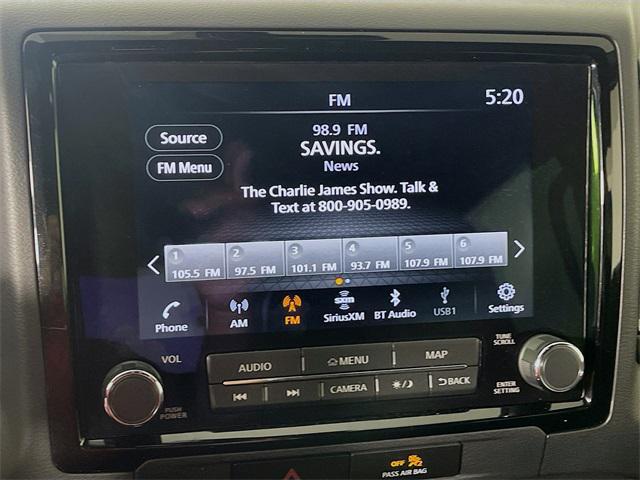 FM
5:20
Source
98.9 FM
SAVINGS.
FM Menu
News
The Charlie James Show. Talk &
Text at 800-905-0989.
1 2 3 4 5 6
105.5 FM 97.5 FM 101.1 FM 93.7 FM 107.9 FM 107.9 FM
Phone AM FM SiriusXM BT Audio USB1 Settings
SXM
VOL AUDIO MENU MAP TUNE
SCROLL
CAMERA BACK ENTER
SETTING
PUSH
POWER
OFF 2
PASS AIR BAG